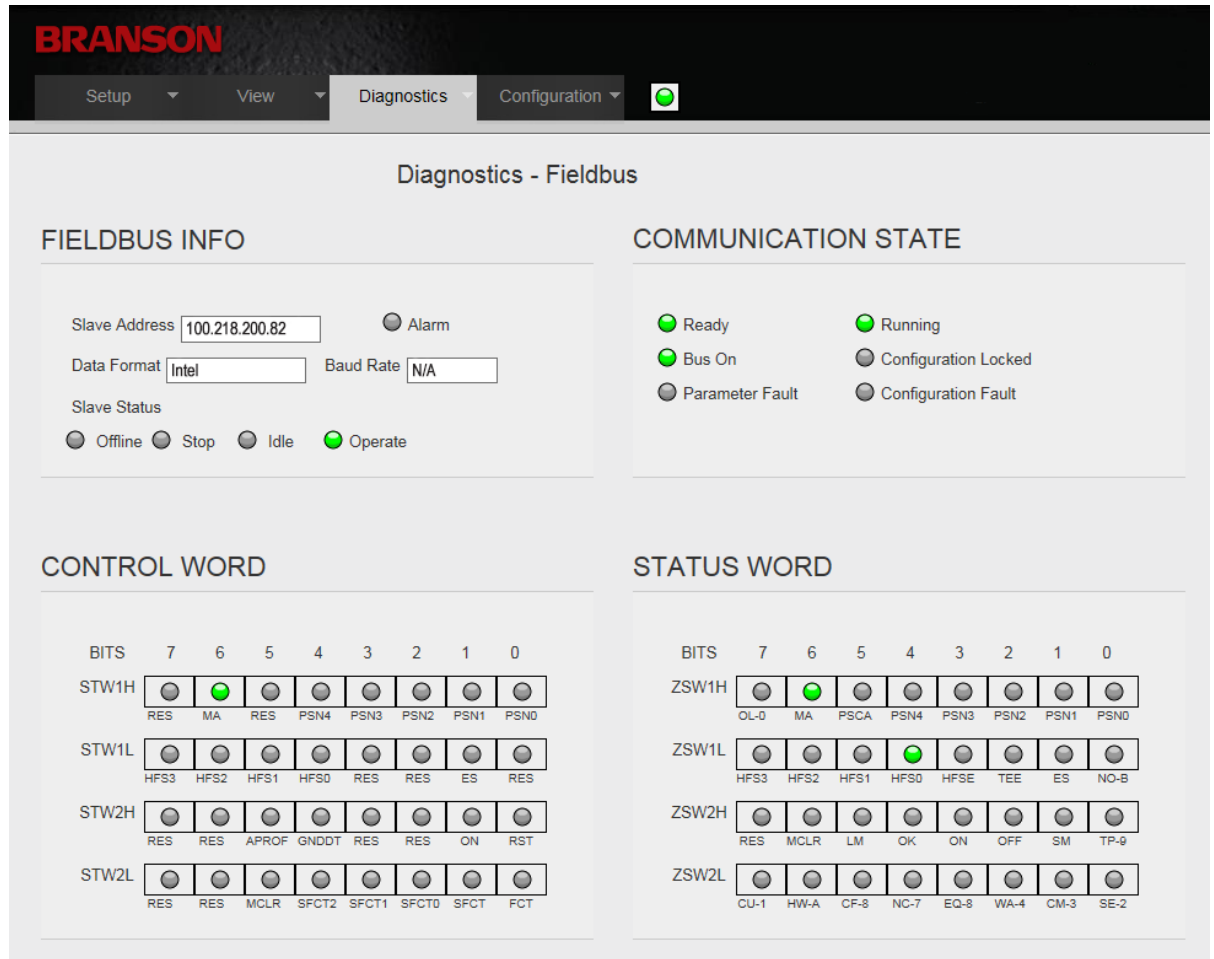 BRANSON
Setup View Diagnostics Configuration
Diagnostics - Fieldbus
FIELDBUS INFO
Slave Address 100.218.200.82 Alarm
Data Format Intel Baud Rate N/A
Slave Status
Offline Stop Idle Operate
COMMUNICATION STATE
Ready Running
Bus On Configuration Locked
Parameter Fault Configuration Fault
CONTROL WORD
BITS 7 6 5 4 3 2 1 0
STW1H
RES MA RES PSN4 PSN3 PSN2 PSN1 PSN0
STW1L
HFS3 HFS2 HFS1 HFS0 RES RES ES RES
STW2H
RES RES APROF GNDDT RES RES ON RST
STW2L
RES RES MCLR SFCT2 SFCT1 SFCT0 SFCT FCT
STATUS WORD
BITS 7 6 5 4 3 2 1 0
ZSW1H
OL-0 MA PSCA PSN4 PSN3 PSN2 PSN1 PSN0
ZSW1L
HFS3 HFS2 HFS1 HFS0 HFSE TEE ES NO-B
ZSW2H
RES MCLR LM OK ON OFF SM TP-9
ZSW2L
CU-1 HW-A CF-8 NC-7 EQ-8 WA-4 CM-3 SE-2